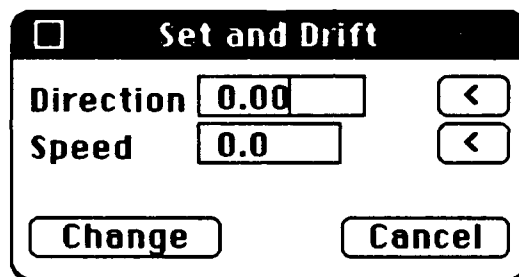 Set and Drift
Direction 0.00 <
Speed 0.0 <
Change Cancel